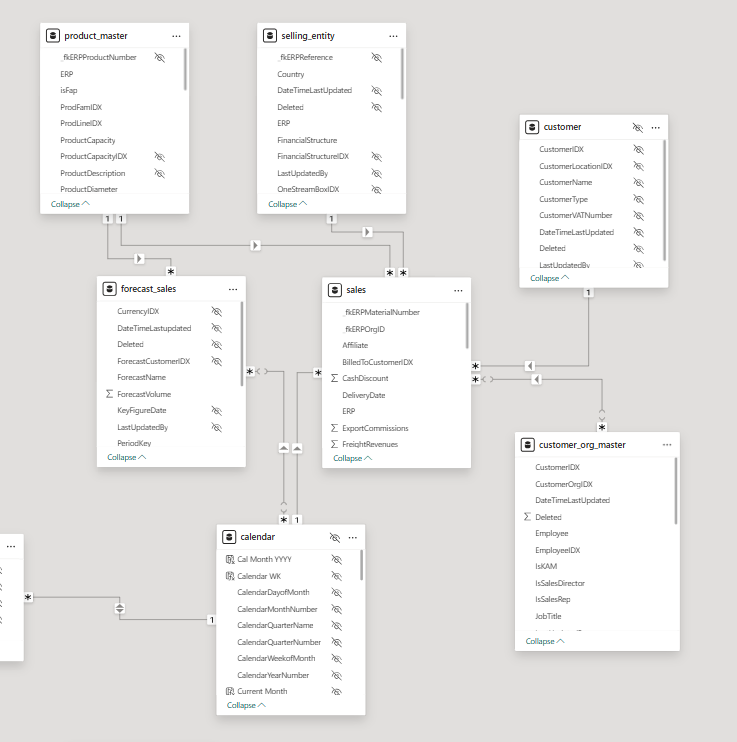 product_master
_fkERPProductNumber
ERP
isFap
ProdFamIDX
ProdLineIDX
ProductCapacity
ProductCapacityIDX
ProductDescription
ProductDiameter
Collapse
selling_entity
_fkERPReference
Country
DateTimeLastUpdated
Deleted
ERP
FinancialStructure
FinancialStructureIDX
LastUpdatedBy
OneStreamBoxIDX
Collapse
customer
CustomerIDX
CustomerLocationIDX
CustomerName
CustomerType
CustomerVATNumber
DateTimeLastUpdated
Deleted
LastUpdatedBy
Collapse
1
1
1
1
*
*
*
forecast_sales
CurrencyIDX
DateTimeLastupdated
Deleted
ForecastCustomerIDX
ForecastName
ForecastVolume
KeyFigureDate
LastUpdatedBy
PeriodKey
Collapse
sales
_fkERPMaterialNumber
_fkERPOrgID
Affiliate
BilledToCustomerIDX
CashDiscount
DeliveryDate
ERP
ExportCommissions
FreightRevenues
Collapse
*
*
*
*
*
customer_org_master
CustomerIDX
CustomerOrgIDX
DateTimeLastUpdated
Deleted
Employee
EmployeeIDX
IsKAM
IsSalesDirector
IsSalesRep
JobTitle
Collapse
*
1
calendar
Cal Month YYYY
Calendar WK
CalendarDayofMonth
CalendarMonthNumber
CalendarQuarterName
CalendarQuarterNumber
CalendarWeekofMonth
CalendarYearNumber
Current Month
Collapse
*
1